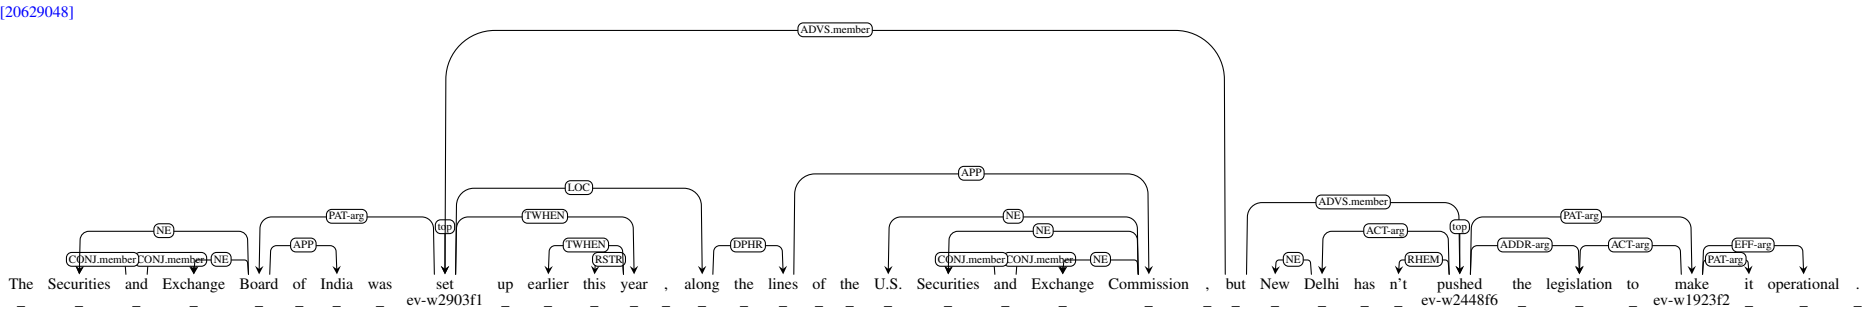 [20629048]
ADVS.member
APP
LOC
ADVS.member
PAT-arg top TWHEN NE top PAT-arg
NE NE ACT-arg
APP TWHEN DPHR ADDR-arg ACT-arg EFF-arg
CONJ.member CONJ.member NE RSTR CONJ.member CONJ.member NE NE RHEM PAT-arg
The Securities and Exchange Board of India was set up earlier this year , along the lines of the U.S. Securities and Exchange Commission , but New Delhi has n't pushed the legislation to make it operational .
_ _ _ _ _ _ _ _ ev-w2903f1 _ _ _ _ _ _ _ _ _ _ _ _ _ _ _ _ _ _ _ _ _ ev-w2448f6 _ _ _ ev-w1923f2 _ _ _